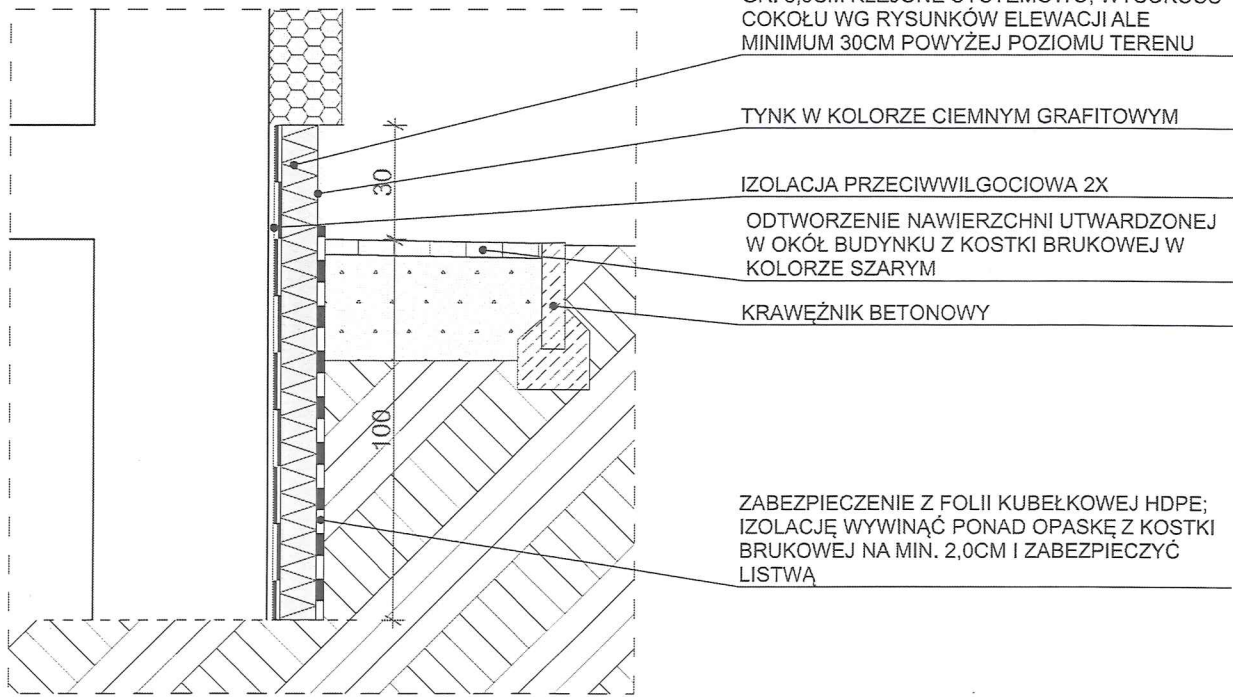 COKOŁU WG RYSUNKÓW ELEWACJI ALE
MINIMUM 30CM POWYŻEJ POZIOMU TERENU
TYNK W KOLORZE CIEMNYM GRAFITOWYM
IZOLACJA PRZECIWWILGOCIOWA 2X
ODTWORZENIE NAWIERZCHNI UTWARDZONEJ
W OKÓŁ BUDYNKU Z KOSTKI BRUKOWEJ W
KOLORZE SZARYM
KRAWĘŻNIK BETONOWY
ZABEZPIECZENIE Z FOLII KUBEŁKOWEJ HDPE;
IZOLACJĘ WYWINĄĆ PONAD OPASKĘ Z KOSTKI
BRUKOWEJ NA MIN. 2,0CM I ZABEZPIECZYĆ
LISTWĄ
30
100